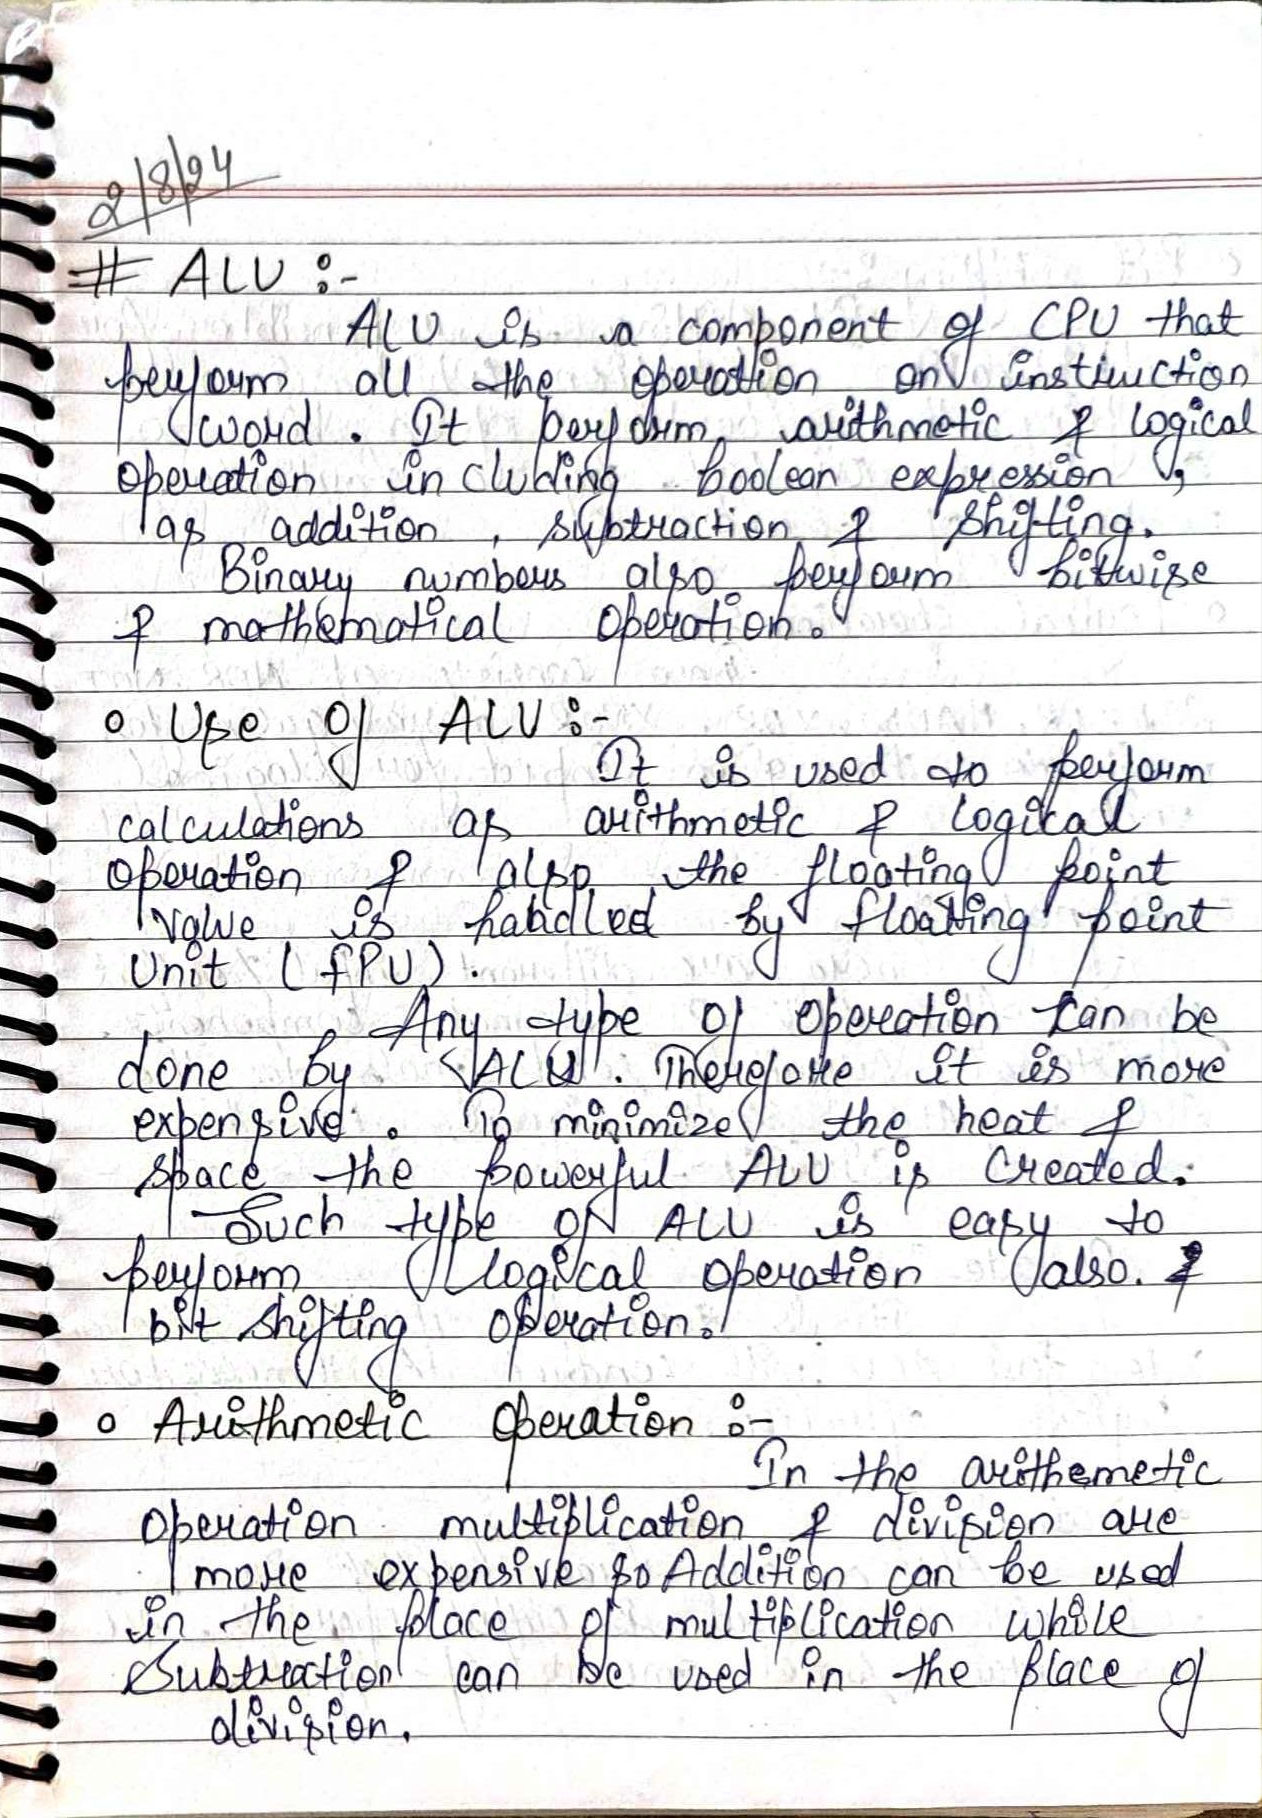 2/8/24
# ALU :-
ALU is a component of CPU that
perform all the operation on instruction
word. It perform arithmetic & logical
operation including boolean expression,
as addition, subtraction & shifting.
Binary numbers also perform bitwise
& mathematical operation.
o Use of ALU :-
It is used to perform
calculations as arithmetic & logical
operation & also the floating point
value is habdled by floating point
Unit (fPU).
Any type of operation can be
done by ALU. Therefore it is more
expensive. To minimize the heat &
space the powerful ALU is created.
Such type of ALU is easy to
perform logical operation also. &
bit shifting operation.
o Arithmetic operation :-
In the arithemetic
operation multiplication & division are
more expensive so Addition can be used
in the place of multiplication while
Subtraction can be used in the place of
division.